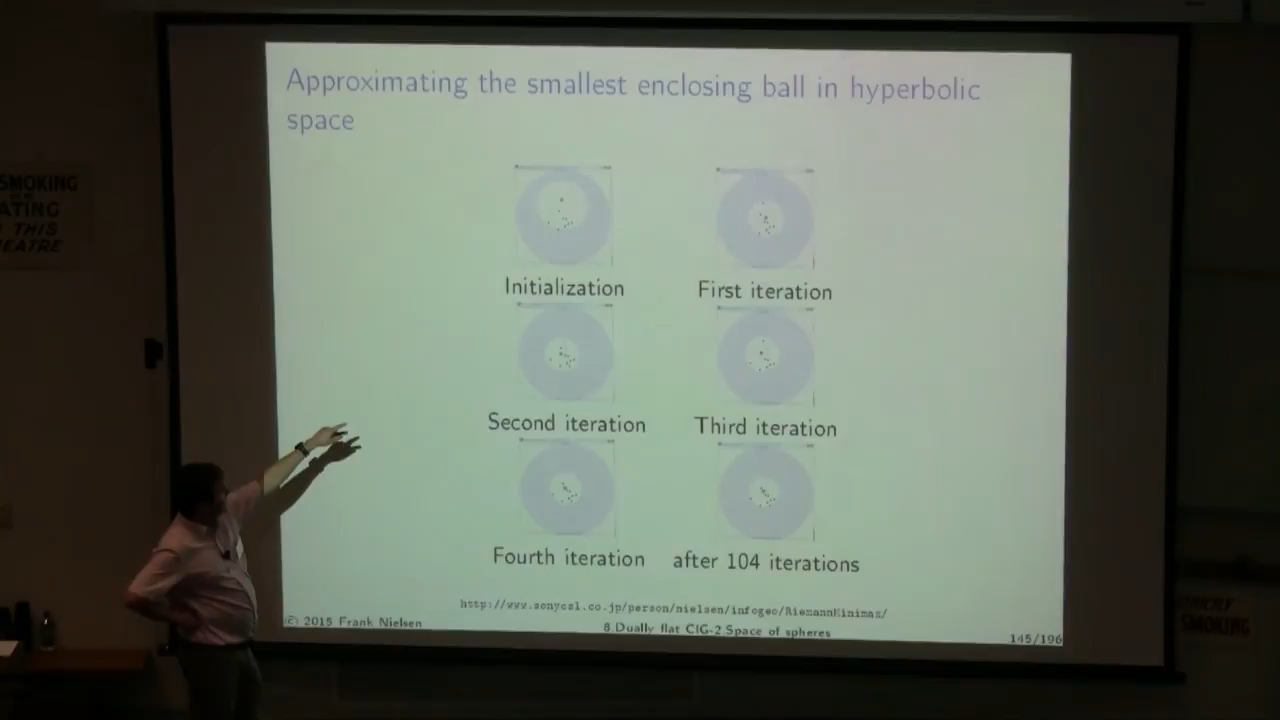 Approximating the smallest enclosing ball in hyperbolic
space
SMOKING
ATING
THIS
EATRE
Initialization
First iteration
Second iteration
Third iteration
Fourth iteration
after 104 iterations
http://www.sonycsl.co.jp/person/nielsen/infogeo/RiemannMinimax/
© 2015 Frank Nielsen
8.Dually flat CIG-2.Space of spheres
145/196
SMOKING